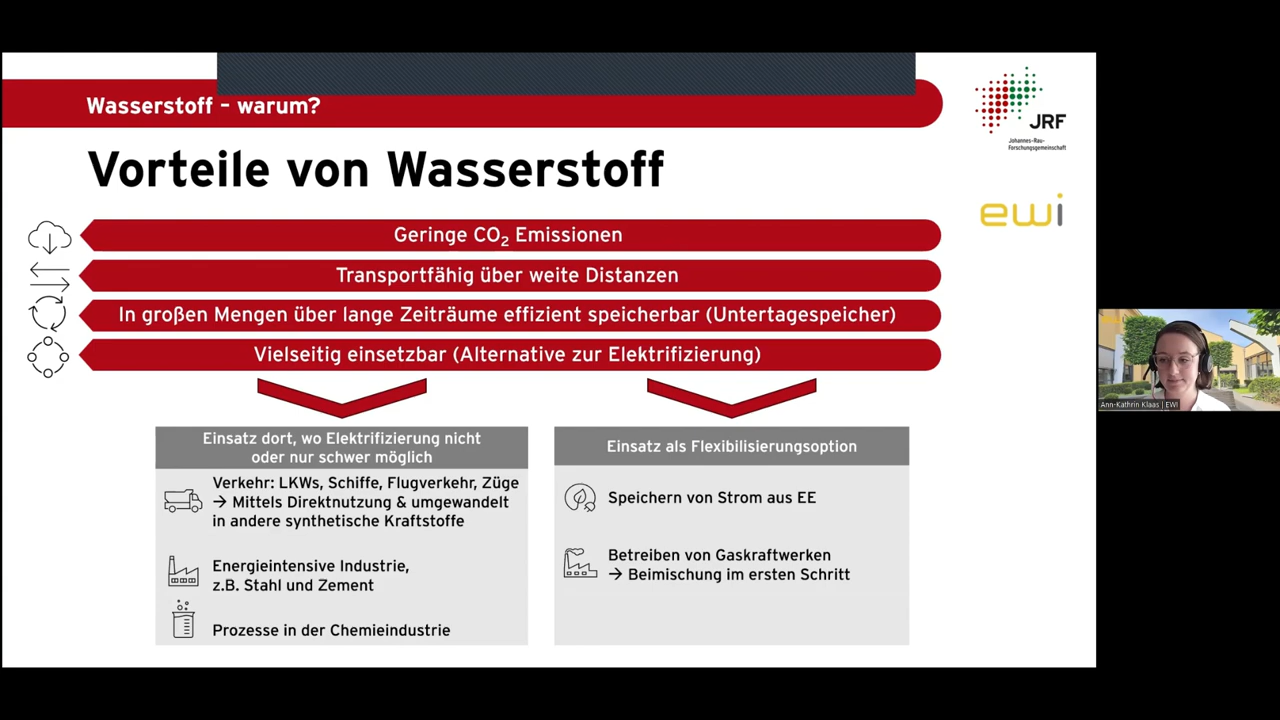 Wasserstoff – warum?
JRF
Johannes-Rau-
Forschungsgemeinschaft
Vorteile von Wasserstoff
ewi
Geringe CO₂ Emissionen
Transportfähig über weite Distanzen
In großen Mengen über lange Zeiträume effizient speicherbar (Untertagespeicher)
Vielseitig einsetzbar (Alternative zur Elektrifizierung)
Einsatz dort, wo Elektrifizierung nicht
oder nur schwer möglich
Verkehr: LKWs, Schiffe, Flugverkehr, Züge
→ Mittels Direktnutzung & umgewandelt
in andere synthetische Kraftstoffe
Energieintensive Industrie,
z.B. Stahl und Zement
Prozesse in der Chemieindustrie
Einsatz als Flexibilisierungsoption
Speichern von Strom aus EE
Betreiben von Gaskraftwerken
→ Beimischung im ersten Schritt
Ann-Kathrin Klaas | EWI